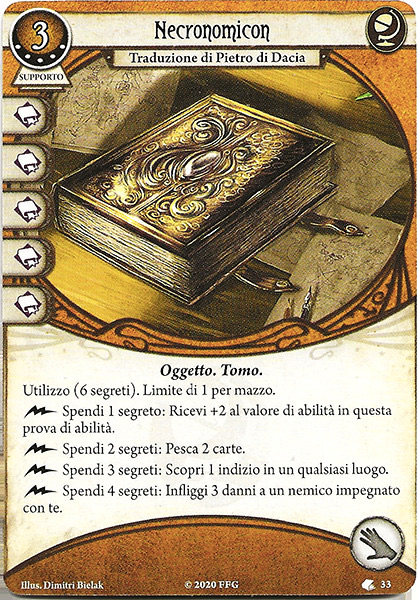 3
Necronomicon
SUPPORTO
Traduzione di Pietro di Dacia
Oggetto. Tomo.
Utilizzo (6 segreti). Limite di 1 per mazzo.
Spendi 1 segreto: Ricevi +2 al valore di abilità in questa
prova di abilità.
Spendi 2 segreti: Pesca 2 carte.
Spendi 3 segreti: Scopri 1 indizio in un qualsiasi luogo.
Spendi 4 segreti: Infliggi 3 danni a un nemico impegnato
con te.
Illus. Dimitri Bielak
© 2020 FFG
33